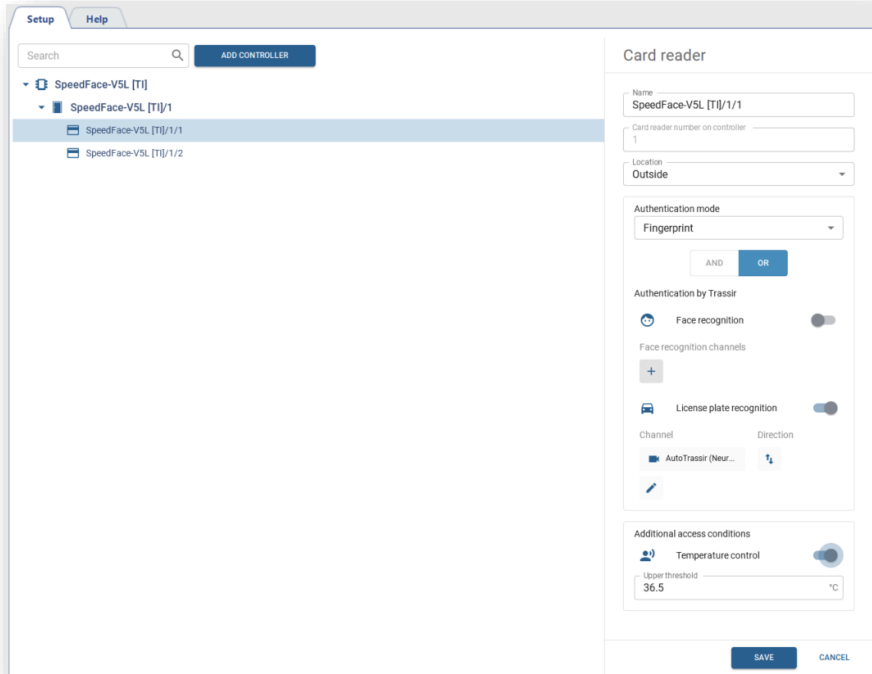 Setup Help
Search ADD CONTROLLER
SpeedFace-V5L [TI]
SpeedFace-V5L [TI]/1
SpeedFace-V5L [TI]/1/1
SpeedFace-V5L [TI]/1/2
Card reader
Name
SpeedFace-V5L [TI]/1/1
Card reader number on controller
1
Location
Outside
Authentication mode
Fingerprint
AND OR
Authentication by Trassir
Face recognition
Face recognition channels
+
License plate recognition
Channel Direction
AutoTrassir (Neur...
Additional access conditions
Temperature control
Upper threshold
36.5 °C
SAVE CANCEL